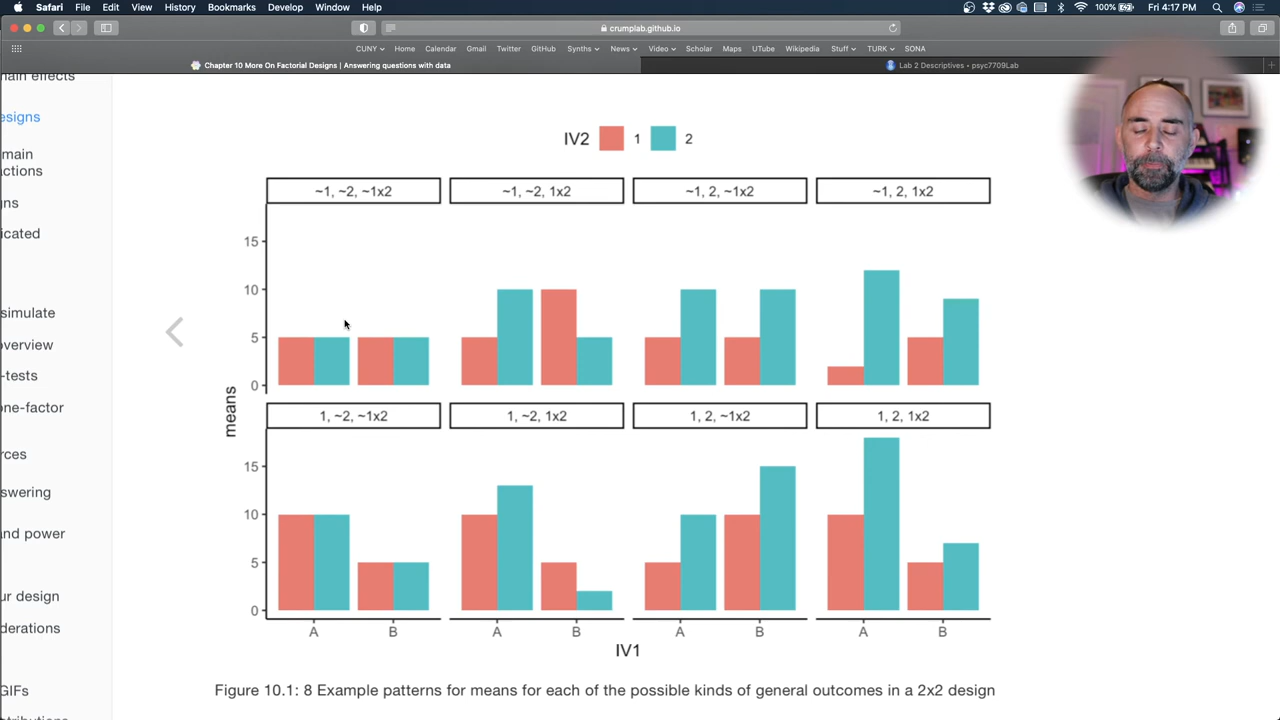 Safari File Edit View History Bookmarks Develop Window Help 100% Fri 4:17 PM
crumplab.github.io
CUNY Home Calendar Gmail Twitter GitHub Synths News Video Scholar Maps UTube Wikipedia Stuff TURK SONA
Chapter 10 More On Factorial Designs | Answering questions with data
Lab 2 Descriptives • psyc7709Lab
main effects
esigns
main
actions
gns
icated
simulate
overview
-tests
one-factor
rces
swering
and power
ur design
derations
GIFs
IV2 1 2
~1, ~2, ~1x2
~1, ~2, 1x2
~1, 2, ~1x2
~1, 2, 1x2
15
10
5
0
means
1, ~2, ~1x2
1, ~2, 1x2
1, 2, ~1x2
1, 2, 1x2
15
10
5
0
A B A B A B A B
IV1
Figure 10.1: 8 Example patterns for means for each of the possible kinds of general outcomes in a 2x2 design